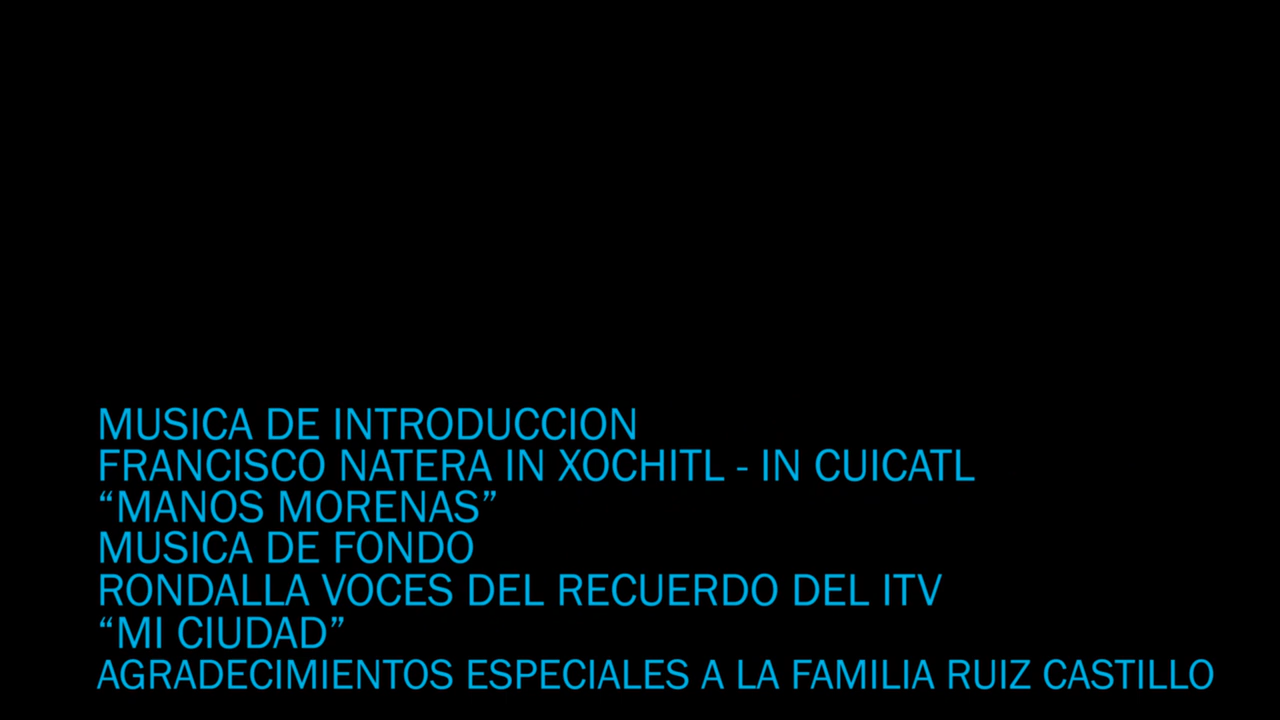 MUSICA DE INTRODUCCION
FRANCISCO NATERA IN XOCHITL - IN CUICATL
“MANOS MORENAS”
MUSICA DE FONDO
RONDALLA VOCES DEL RECUERDO DEL ITV
“MI CIUDAD”
AGRADECIMIENTOS ESPECIALES A LA FAMILIA RUIZ CASTILLO